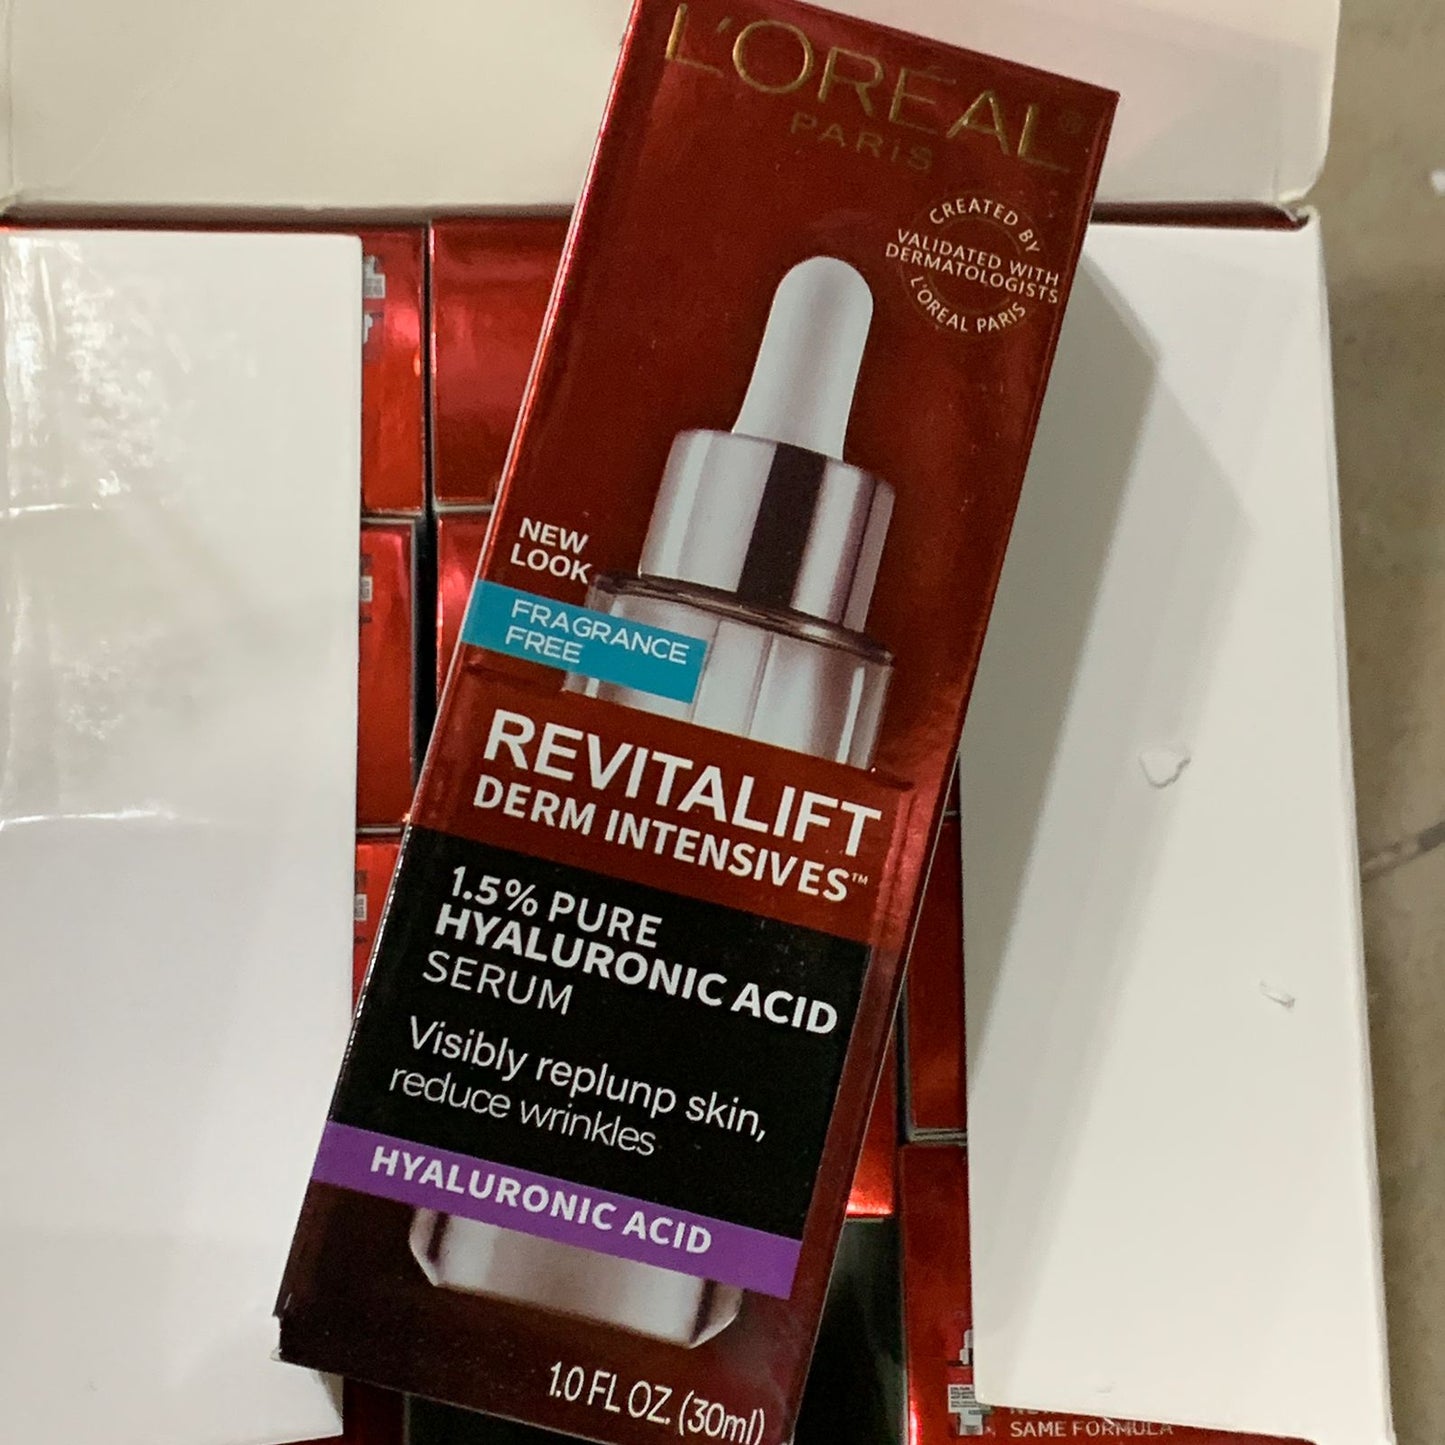 L'ORÉAL®
PARIS
CREATED BY
VALIDATED WITH
DERMATOLOGISTS
L'ORÉAL PARIS
NEW
LOOK
FRAGRANCE
FREE
REVITALIFT
DERM INTENSIVES™
1.5% PURE
HYALURONIC ACID
SERUM
Visibly replunp skin,
reduce wrinkles
HYALURONIC ACID
1.0 FL OZ. (30ml)
SAME FORMULA